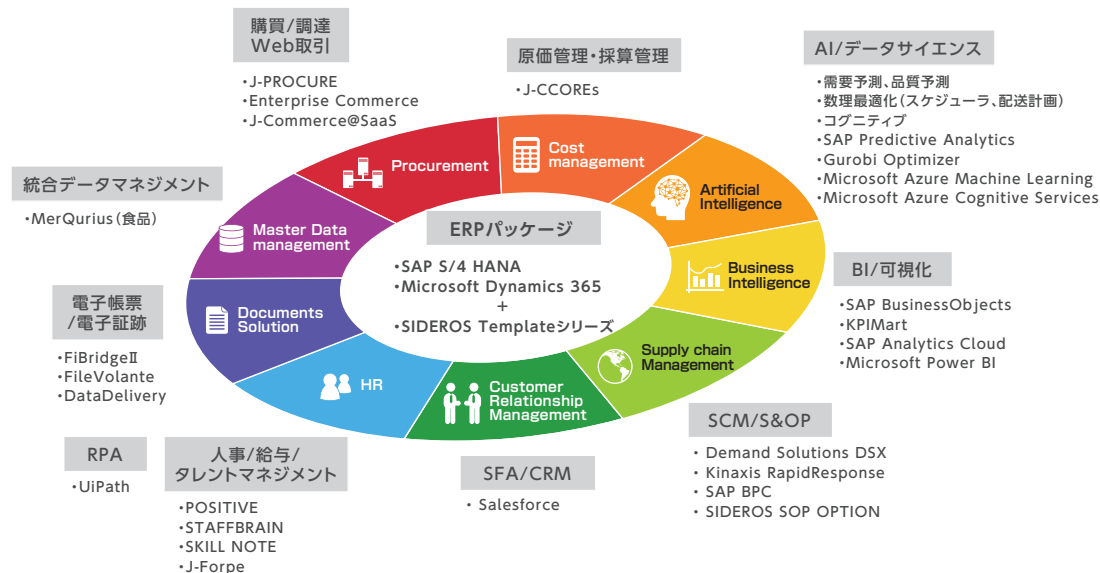 購買/調達
Web取引
・J-PROCURE
・Enterprise Commerce
・J-Commerce@SaaS
原価管理・採算管理
・J-CCOREs
AI/データサイエンス
・需要予測、品質予測
・数理最適化（スケジューラ、配送計画）
・コグニティブ
・SAP Predictive Analytics
・Gurobi Optimizer
・Microsoft Azure Machine Learning
・Microsoft Azure Cognitive Services
統合データマネジメント
・MerQurius（食品）
Procurement
Cost
management
Artificial
Intelligence
Master Data
management
ERPパッケージ
・SAP S/4 HANA
・Microsoft Dynamics 365
+
・SIDEROS Templateシリーズ
Business
Intelligence
BI/可視化
・SAP BusinessObjects
・KPIMart
・SAP Analytics Cloud
・Microsoft Power BI
電子帳票
/電子証跡
・FiBridgeⅡ
・FileVolante
・DataDelivery
Documents
Solution
HR
Customer
Relationship
Management
Supply chain
Management
RPA
・UiPath
人事/給与/
タレントマネジメント
・POSITIVE
・STAFFBRAIN
・SKILL NOTE
・J-Forpe
SFA/CRM
・ Salesforce
SCM/S&OP
・ Demand Solutions DSX
・ Kinaxis RapidResponse
・ SAP BPC
・ SIDEROS SOP OPTION